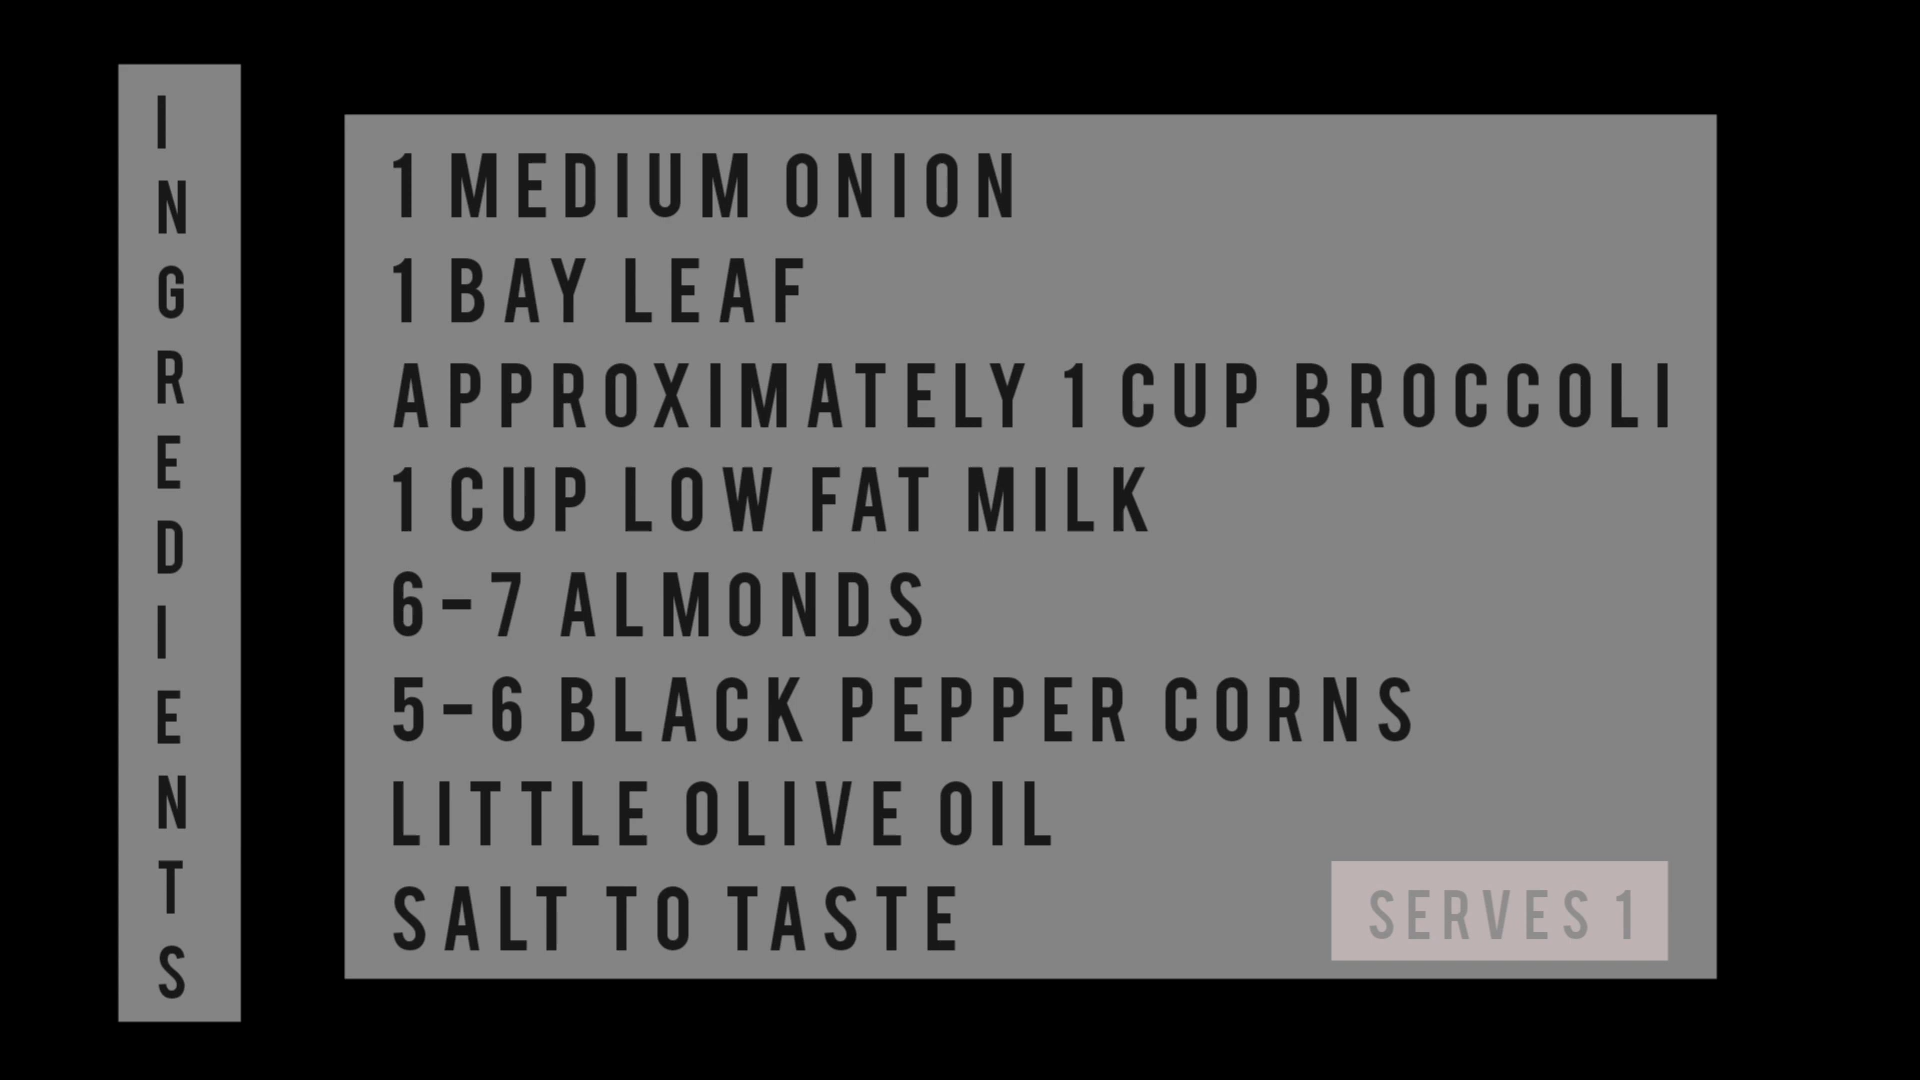 INGREDIENTS
1 MEDIUM ONION
1 BAY LEAF
APPROXIMATELY 1 CUP BROCCOLI
1 CUP LOW FAT MILK
6-7 ALMONDS
5-6 BLACK PEPPER CORNS
LITTLE OLIVE OIL
SALT TO TASTE
SERVES 1